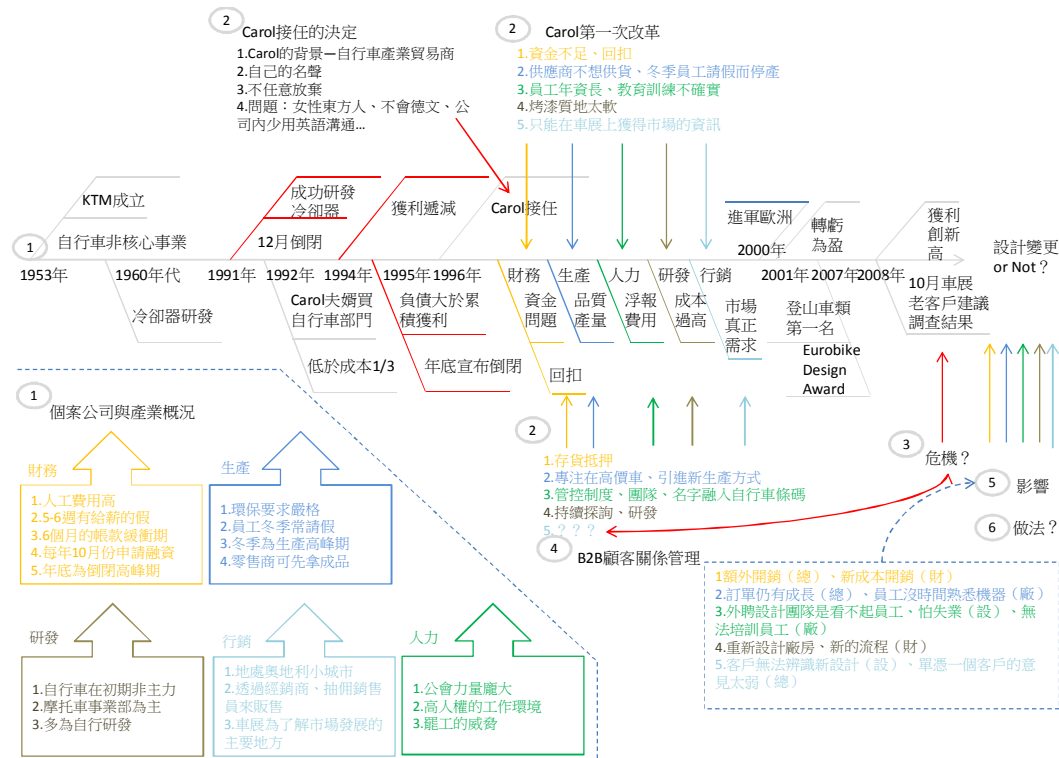 2
Carol接任的決定
1.Carol的背景—自行車產業貿易商
2.自己的名聲
3.不任意放棄
4.問題：女性東方人、不會德文、公
司內少用英語溝通…
2
Carol第一次改革
1.資金不足、回扣
2.供應商不想供貨、冬季員工請假而停產
3.員工年資長、教育訓練不確實
4.烤漆質地太軟
5.只能在車展上獲得市場的資訊
KTM成立
成功研發
冷卻器
獲利遞減
Carol接任
進軍歐洲
轉虧
為盈
獲利
創新
高
1
自行車非核心事業
12月倒閉
2000年
設計變更
or Not？
1953年
1960年代
1991年
1992年
1994年
1995年
1996年
財務
生產
人力
研發
行銷
2001年
2007年
2008年
冷卻器研發
Carol夫婿買
自行車部門
低於成本1/3
負債大於累
積獲利
年底宣布倒閉
資金
問題
回扣
品質
產量
浮報
費用
成本
過高
市場
真正
需求
登山車類
第一名
Eurobike
Design
Award
10月車展
老客戶建議
調查結果
2
1.存貨抵押
2.專注在高價車、引進新生產方式
3.管控制度、團隊、名字融入自行車條碼
4.持續探詢、研發
5.？？？
3
危機？
4
B2B顧客關係管理
5
影響
6
做法？
1額外開銷（總）、新成本開銷（財）
2.訂單仍有成長（總）、員工沒時間熟悉機器（廠）
3.外聘設計團隊是看不起員工、怕失業（設）、無
法培訓員工（廠）
4.重新設計廠房、新的流程（財）
5.客戶無法辨識新設計（設）、單憑一個客戶的意
見太弱（總）
1
個案公司與產業概況
財務
1.人工費用高
2.5-6週有給薪的假
3.6個月的帳款緩衝期
4.每年10月份申請融資
5.年底為倒閉高峰期
生產
1.環保要求嚴格
2.員工冬季常請假
3.冬季為生產高峰期
4.零售商可先拿成品
研發
1.自行車在初期非主力
2.摩托車事業部為主
3.多為自行研發
行銷
1.地處奧地利小城市
2.透過經銷商、抽佣銷售
員來販售
3.車展為了解市場發展的
主要地方
人力
1.公會力量龐大
2.高人權的工作環境
3.罷工的威脅